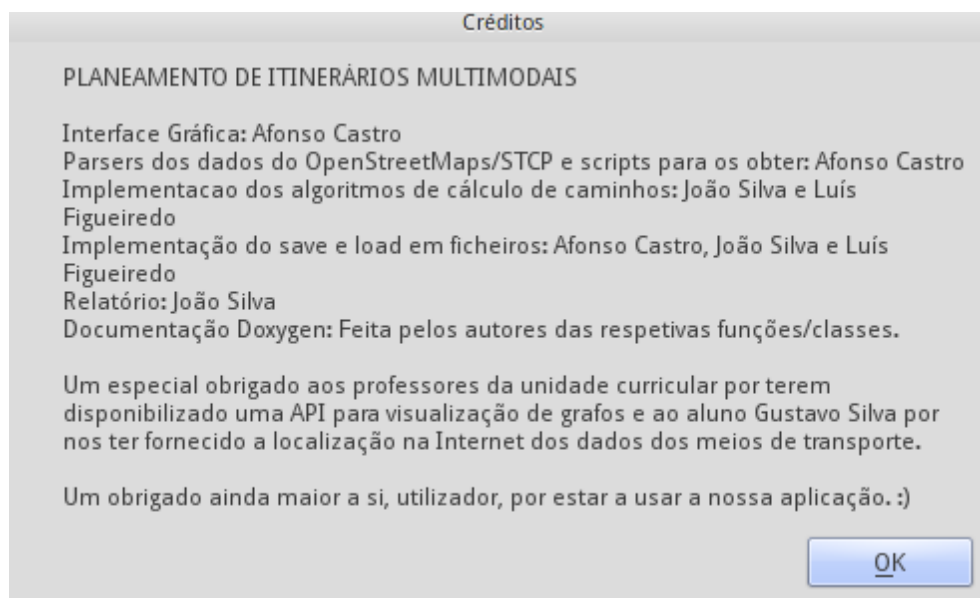 Créditos
PLANEAMENTO DE ITINERÁRIOS MULTIMODAIS
Interface Gráfica: Afonso Castro
Parsers dos dados do OpenStreetMaps/STCP e scripts para os obter: Afonso Castro
Implementacao dos algoritmos de cálculo de caminhos: João Silva e Luís
Figueiredo
Implementação do save e load em ficheiros: Afonso Castro, João Silva e Luís
Figueiredo
Relatório: João Silva
Documentação Doxygen: Feita pelos autores das respetivas funções/classes.
Um especial obrigado aos professores da unidade curricular por terem
disponibilizado uma API para visualização de grafos e ao aluno Gustavo Silva por
nos ter fornecido a localização na Internet dos dados dos meios de transporte.
Um obrigado ainda maior a si, utilizador, por estar a usar a nossa aplicação. :)
OK